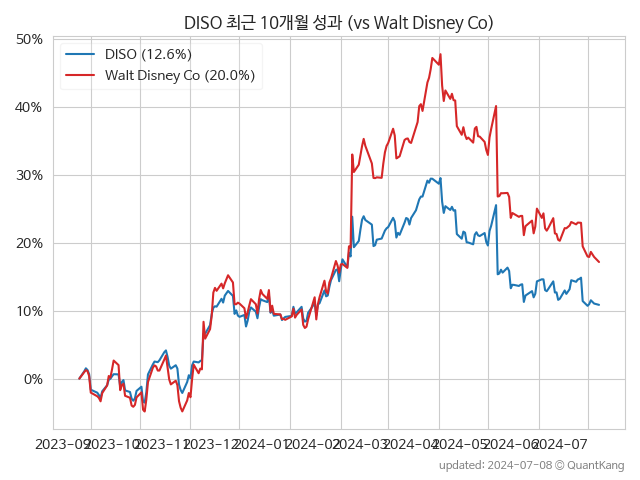 DISO 최근 10개월 성과 (vs Walt Disney Co)
50%
DISO (12.6%)
Walt Disney Co (20.0%)
40%
30%
20%
10%
0%
2023-09 2023-10 2023-11 2023-12 2024-01 2024-02 2024-03 2024-04 2024-05 2024-06 2024-07
updated: 2024-07-08 © QuantKang